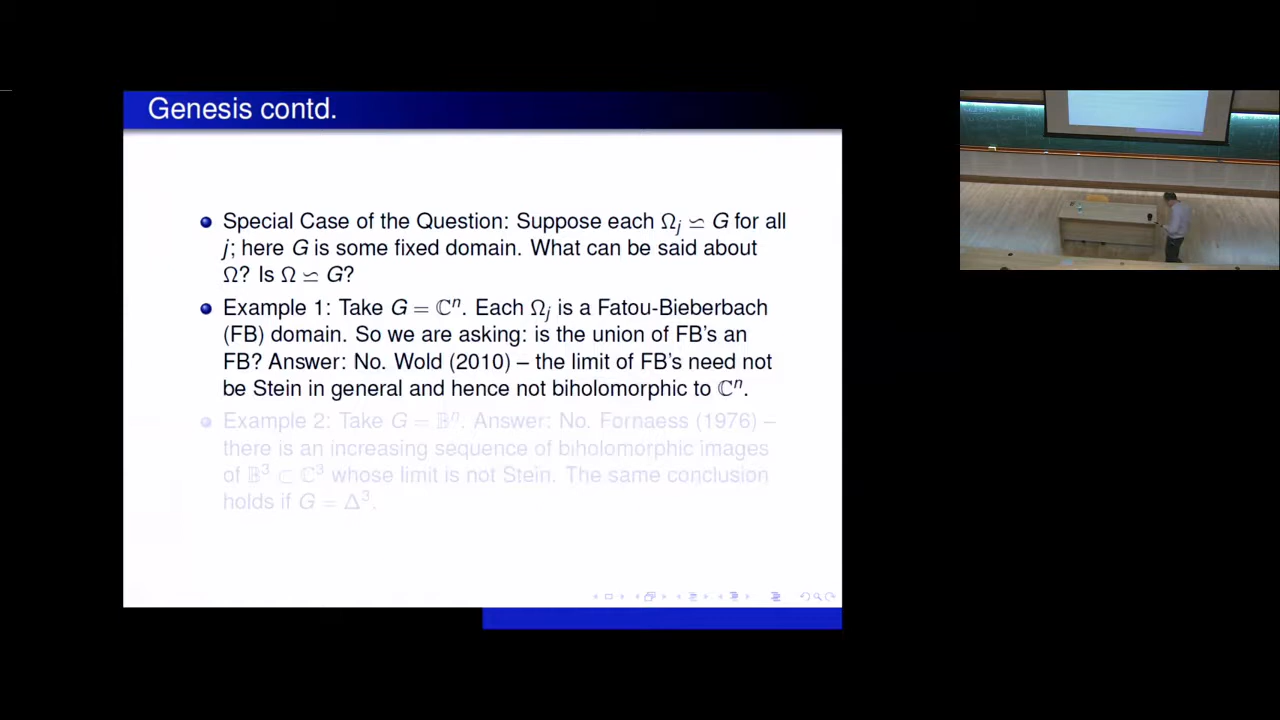 Genesis contd.
Special Case of the Question: Suppose each Ωⱼ ≃ G for all
j; here G is some fixed domain. What can be said about
Ω? Is Ω ≃ G?
Example 1: Take G = ℂⁿ. Each Ωⱼ is a Fatou-Bieberbach
(FB) domain. So we are asking: is the union of FB's an
FB? Answer: No. Wold (2010) – the limit of FB's need not
be Stein in general and hence not biholomorphic to ℂⁿ.
Example 2: Take G = 𝔹ⁿ. Answer: No. Fornaess (1976) –
there is an increasing sequence of biholomorphic images
of 𝔹³ ⊂ ℂ³ whose limit is not Stein. The same conclusion
holds if G = Δ³.